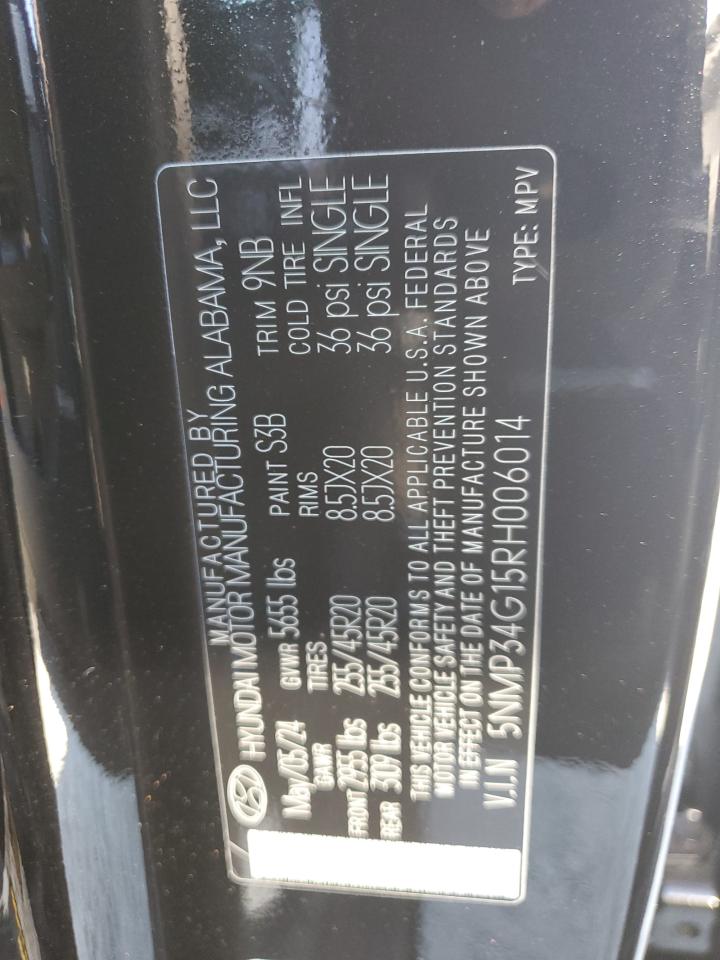 MANUFACTURED BY
HYUNDAI MOTOR MANUFACTURING ALABAMA, LLC
May/03/24 GVWR 5655 lbs PAINT S3B TRIM 9NB
GAWR TIRES RIMS COLD TIRE INFL
FRONT 2955 lbs 255/45R20 8.5JX20 36 psi SINGLE
REAR 3109 lbs 255/45R20 8.5JX20 36 psi SINGLE
THIS VEHICLE CONFORMS TO ALL APPLICABLE U.S.A. FEDERAL
MOTOR VEHICLE SAFETY AND THEFT PREVENTION STANDARDS
IN EFFECT ON THE DATE OF MANUFACTURE SHOWN ABOVE
V.I.N 5NMP34G15RH006014 TYPE: MPV